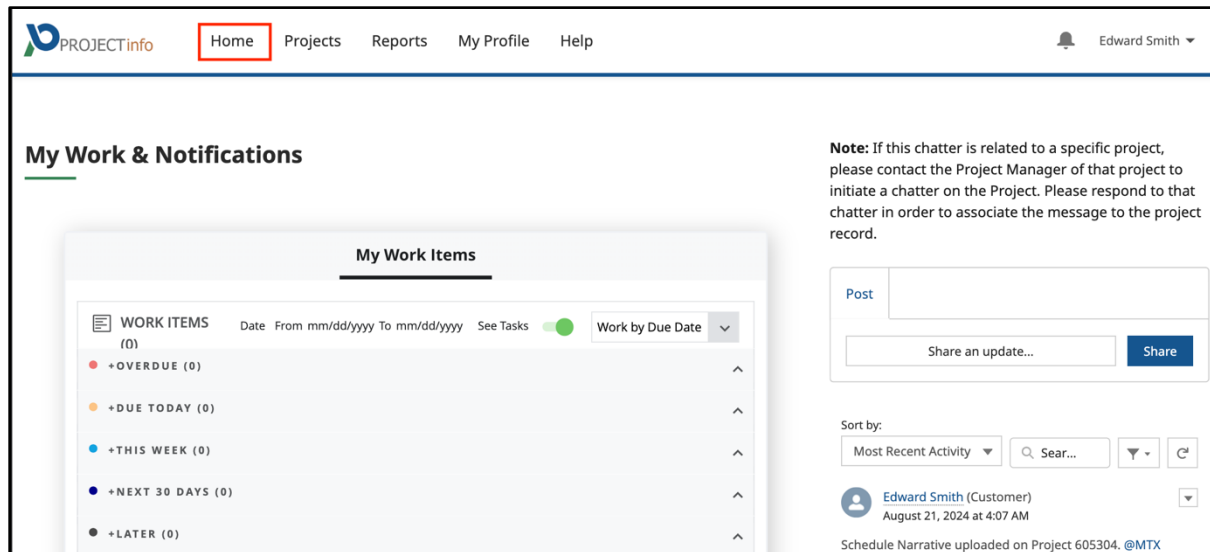 PROJECTinfo
Home Projects Reports My Profile Help
Edward Smith
My Work & Notifications
My Work Items
WORK ITEMS
(0)
Date From mm/dd/yyyy To mm/dd/yyyy See Tasks
Work by Due Date
+OVERDUE (0)
+DUE TODAY (0)
+THIS WEEK (0)
+NEXT 30 DAYS (0)
+LATER (0)
Note: If this chatter is related to a specific project,
please contact the Project Manager of that project to
initiate a chatter on the Project. Please respond to that
chatter in order to associate the message to the project
record.
Post
Share an update...
Share
Sort by:
Most Recent Activity
Sear...
Edward Smith (Customer)
August 21, 2024 at 4:07 AM
Schedule Narrative uploaded on Project 605304. @MTX